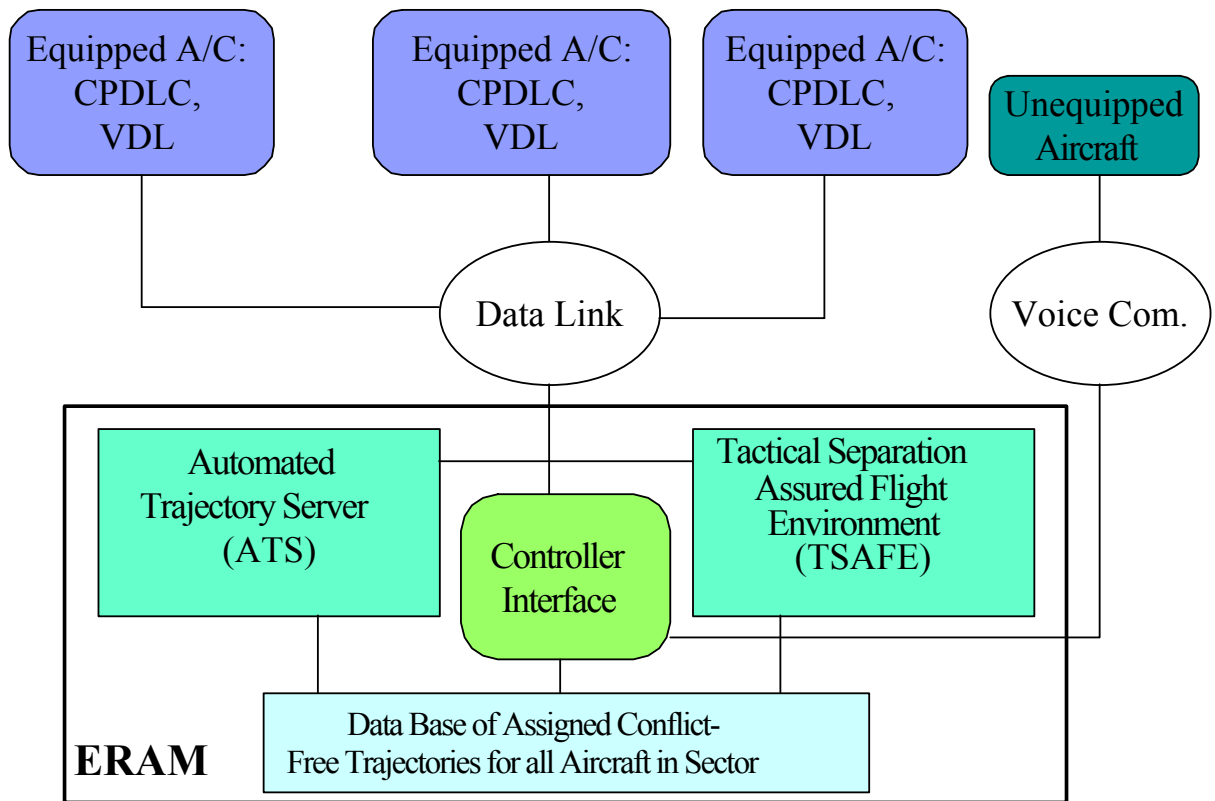 Equipped A/C:
CPDLC,
VDL
Equipped A/C:
CPDLC,
VDL
Equipped A/C:
CPDLC,
VDL
Unequipped
Aircraft
Data Link
Voice Com.
Automated
Trajectory Server
(ATS)
Controller
Interface
Tactical Separation
Assured Flight
Environment
(TSAFE)
Data Base of Assigned Conflict-
Free Trajectories for all Aircraft in Sector
ERAM